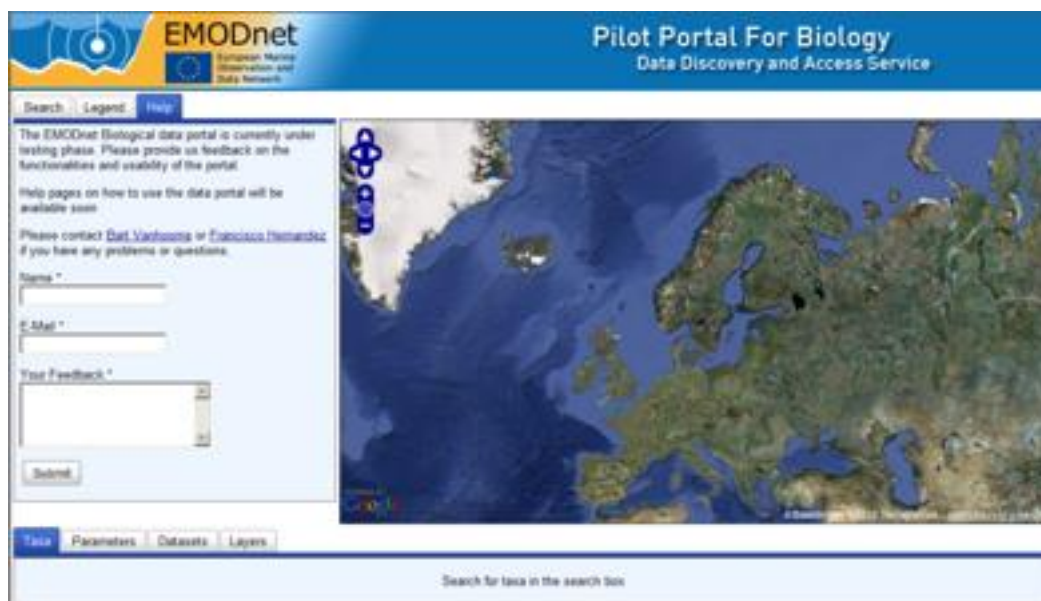 EMODnet
European Marine
Observation and
Data Network
Pilot Portal For Biology
Data Discovery and Access Service
Search Legend Help
The EMODnet Biological data portal is currently under
testing phase. Please provide us feedback on the
functionalities and usability of the portal.
Help pages on how to use the data portal will be
available soon
Please contact Bart Vanhoorne or Francisco Hernandez
if you have any problems or questions.
Name *
E-Mail *
Your Feedback *
Submit
Google
Taxa Parameters Datasets Layers
Search for taxa in the search box